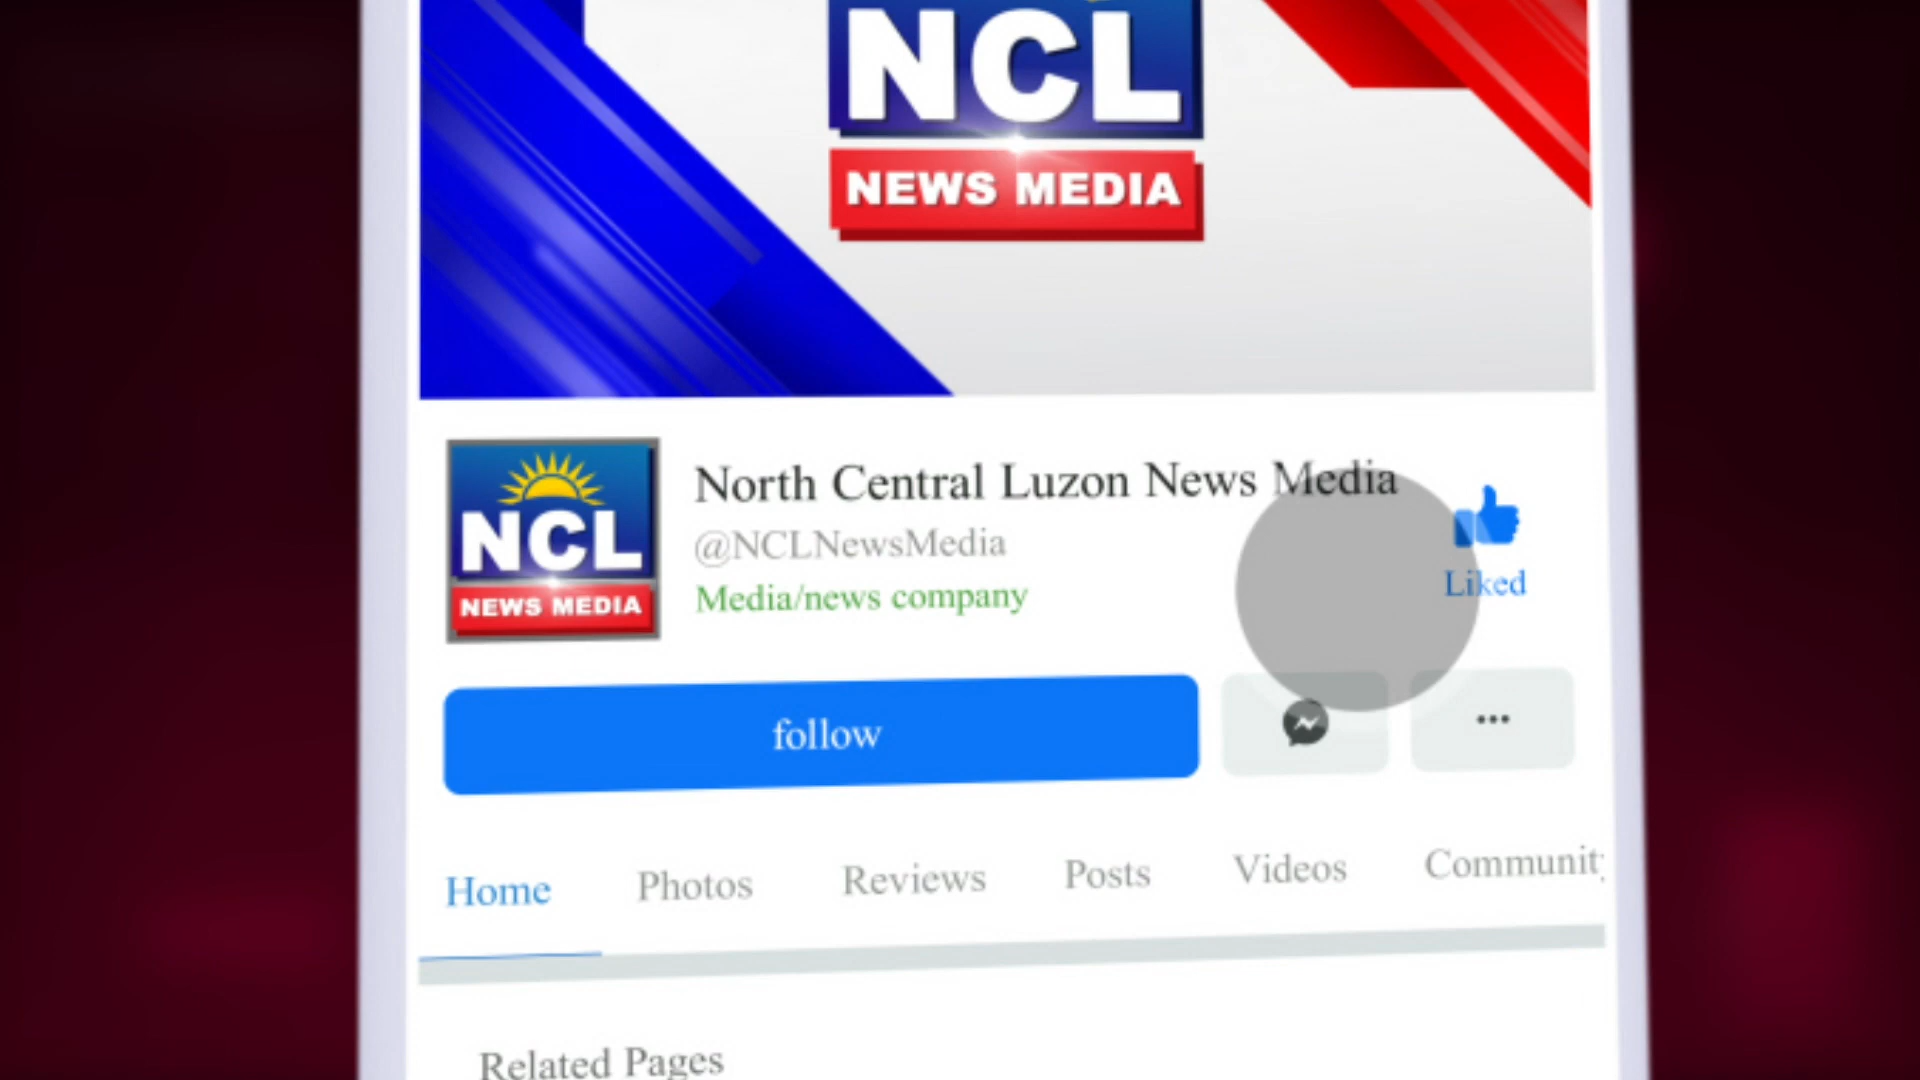 NCL
NEWS MEDIA
NCL
NEWS MEDIA
North Central Luzon News Media
@NCLNewsMedia
Media/news company
Liked
follow
Home Photos Reviews Posts Videos Community
Related Pages